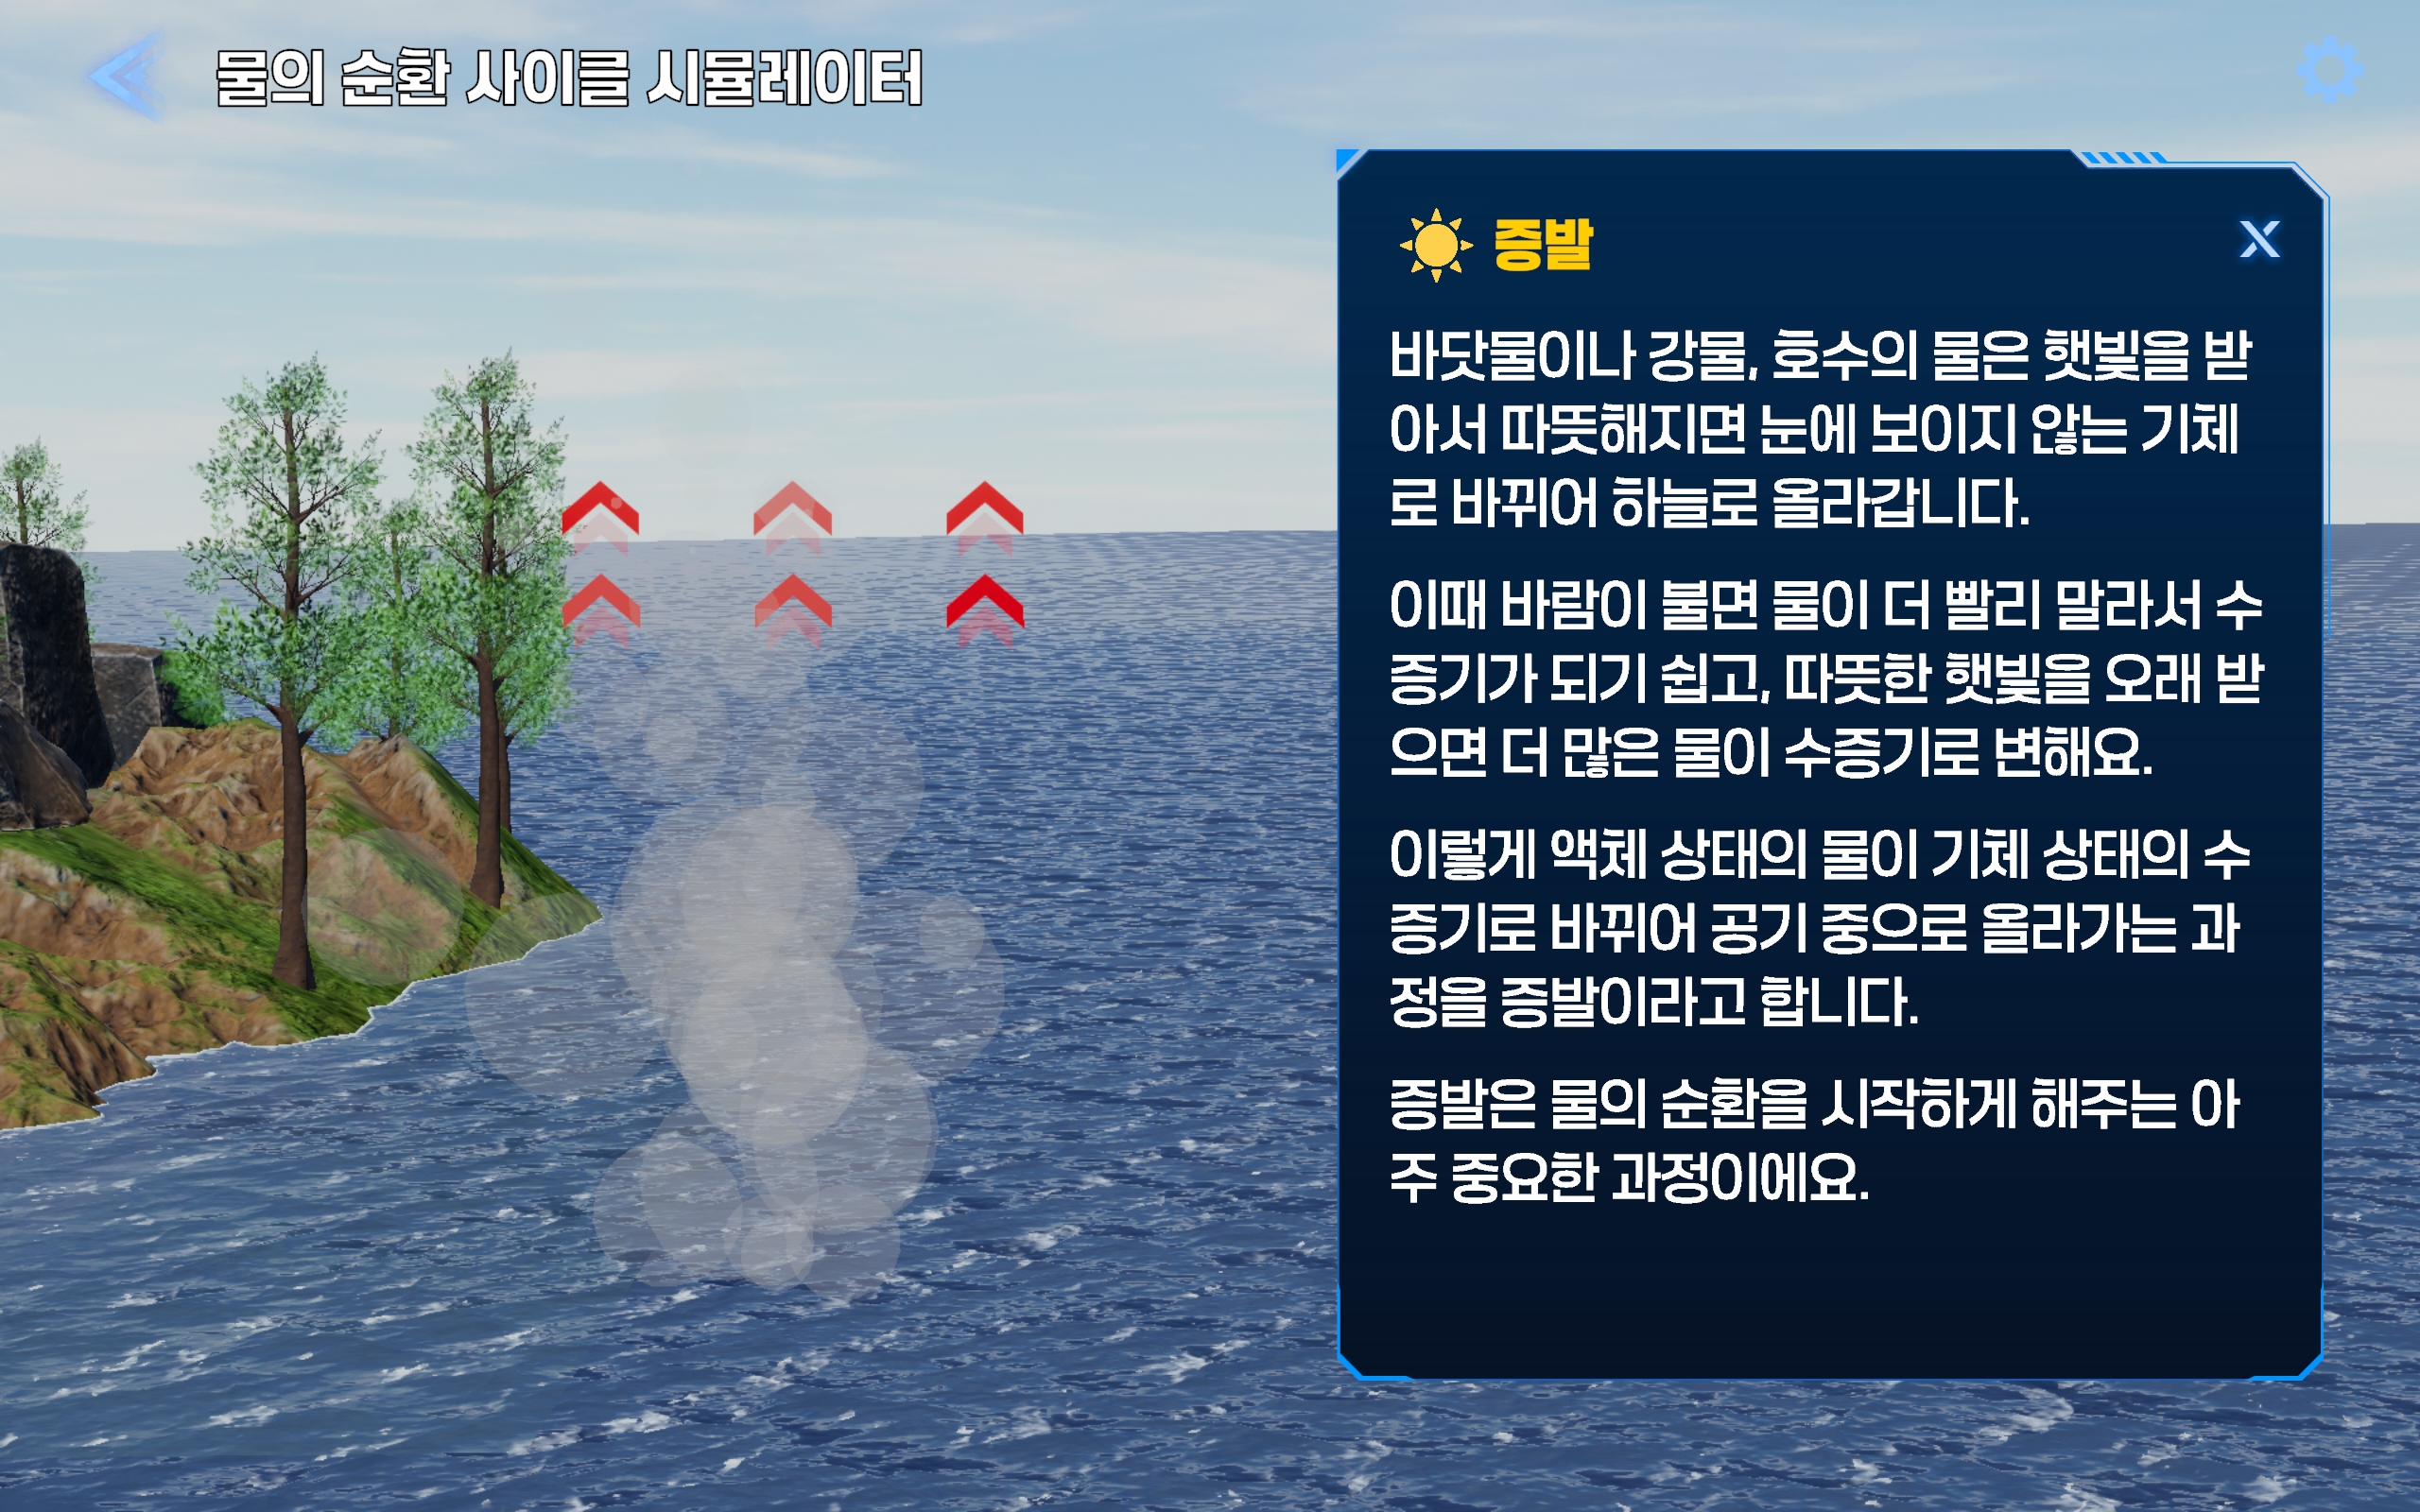 물의 순환 사이클 시뮬레이터
증발
X
바닷물이나 강물, 호수의 물은 햇빛을 받
아서 따뜻해지면 눈에 보이지 않는 기체
로 바뀌어 하늘로 올라갑니다.
이때 바람이 불면 물이 더 빨리 말라서 수
증기가 되기 쉽고, 따뜻한 햇빛을 오래 받
으면 더 많은 물이 수증기로 변해요.
이렇게 액체 상태의 물이 기체 상태의 수
증기로 바뀌어 공기 중으로 올라가는 과
정을 증발이라고 합니다.
증발은 물의 순환을 시작하게 해주는 아
주 중요한 과정이에요.